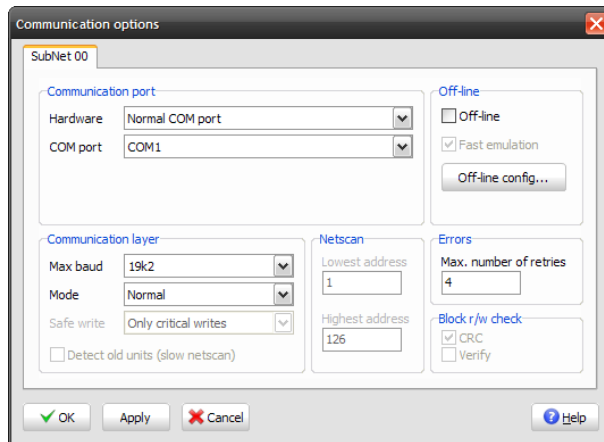 Communication options
SubNet 00
Communication port
Hardware Normal COM port
COM port COM1
Off-line
Off-line
Fast emulation
Off-line config...
Communication layer
Max baud 19k2
Mode Normal
Safe write Only critical writes
Detect old units (slow netscan)
Netscan
Lowest address
1
Highest address
126
Errors
Max. number of retries
4
Block r/w check
CRC
Verify
OK Apply Cancel Help